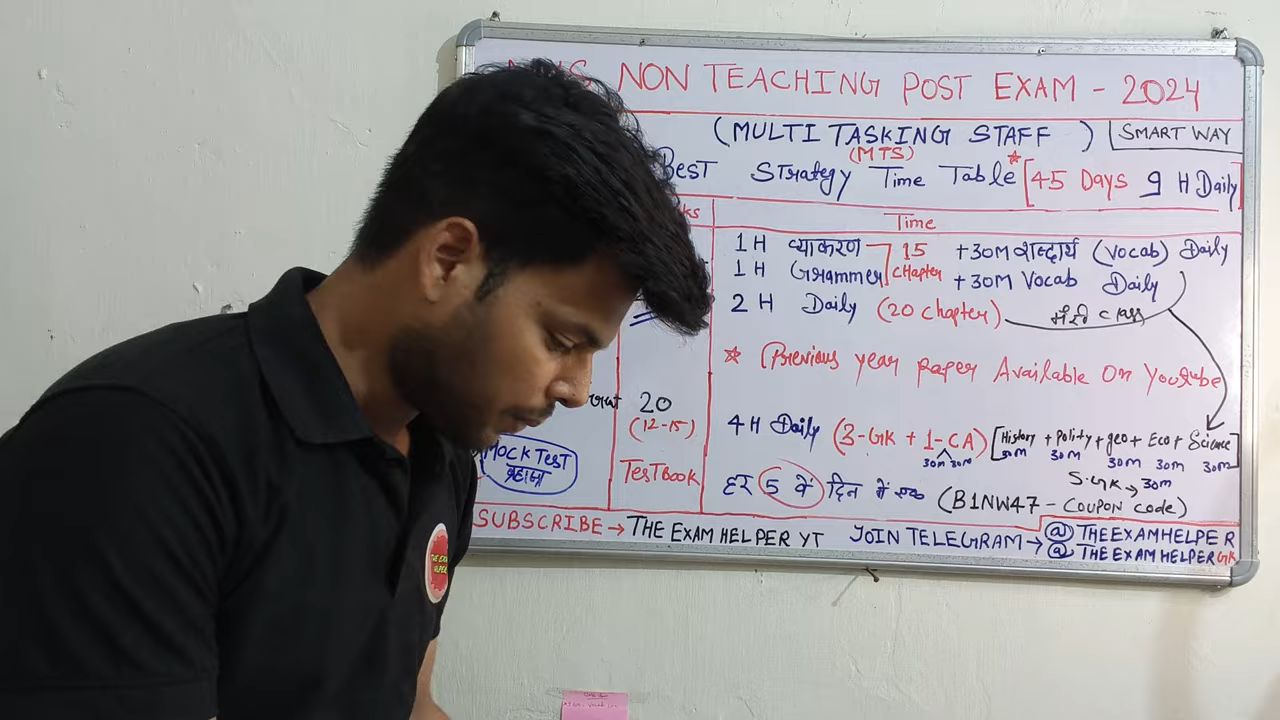 NON TEACHING POST EXAM - 2024
(MULTI TASKING STAFF)
SMART WAY
(MTS)
BEST Strategy Time Table* [45 Days 9 H Daily]
Time
1 H व्याकरण 15 +30M शब्दार्थ (Vocab) Daily
1 H Grammer Chapter +30M Vocab Daily
2 H Daily (20 Chapter) class
* Previous year paper Available On Youtube
20
(12-15)
4 H Daily (3-GK + 1-CA) [History + Polity + geo + Eco + Science]
30M 30M 30M 30M 30M 30M 30M
S.GK → 30M
MOCK TEST
TESTBOOK
हर 5 वें दिन में एक (B1NW47 - COUPON code)
SUBSCRIBE → THE EXAM HELPER YT JOIN TELEGRAM → @ THEEXAMHELPER
@ THEEXAMHELPERGK
THE EXAM
HELPER